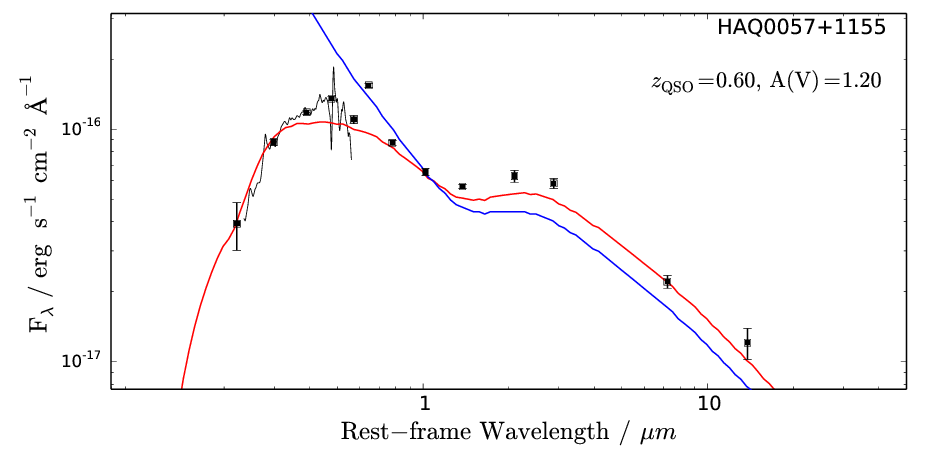 HAQ0057+1155
z_QSO=0.60, A(V)=1.20
F_λ / erg s⁻¹ cm⁻² Å⁻¹
10⁻¹⁶
10⁻¹⁷
1 10
Rest−frame Wavelength / μm